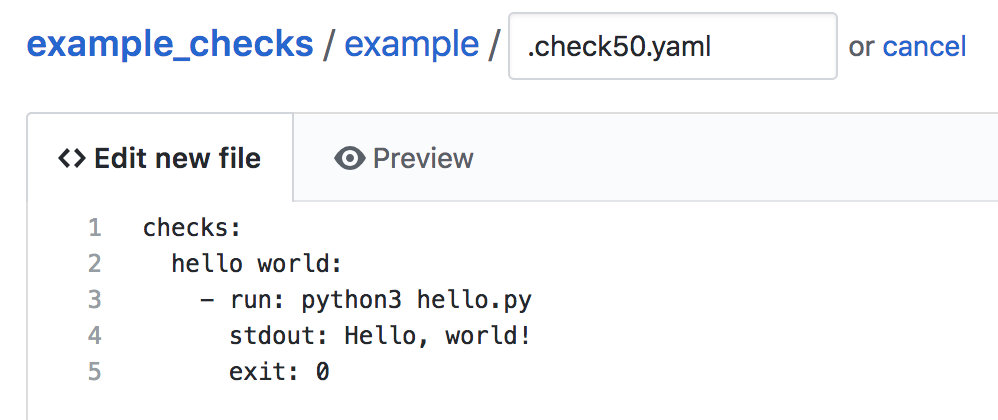 example_checks / example / .check50.yaml or cancel
<> Edit new file Preview
1 checks:
2 hello world:
3 - run: python3 hello.py
4 stdout: Hello, world!
5 exit: 0